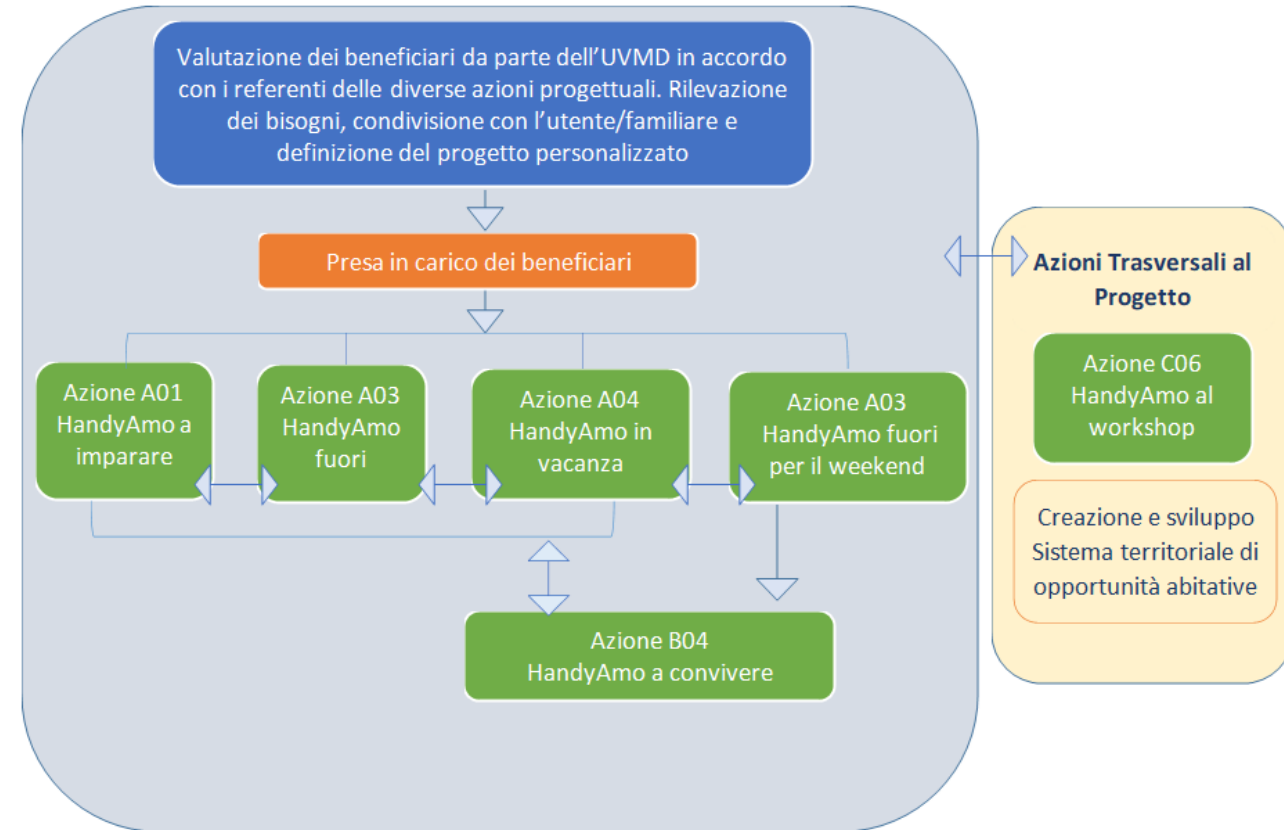 Valutazione dei beneficiari da parte dell’UVMD in accordo
con i referenti delle diverse azioni progettuali. Rilevazione
dei bisogni, condivisione con l’utente/familiare e
definizione del progetto personalizzato
Presa in carico dei beneficiari
Azione A01
HandyAmo a
imparare
Azione A03
HandyAmo
fuori
Azione A04
HandyAmo in
vacanza
Azione A03
HandyAmo fuori
per il weekend
Azione B04
HandyAmo a convivere
Azioni Trasversali al
Progetto
Azione C06
HandyAmo al
workshop
Creazione e sviluppo
Sistema territoriale di
opportunità abitative